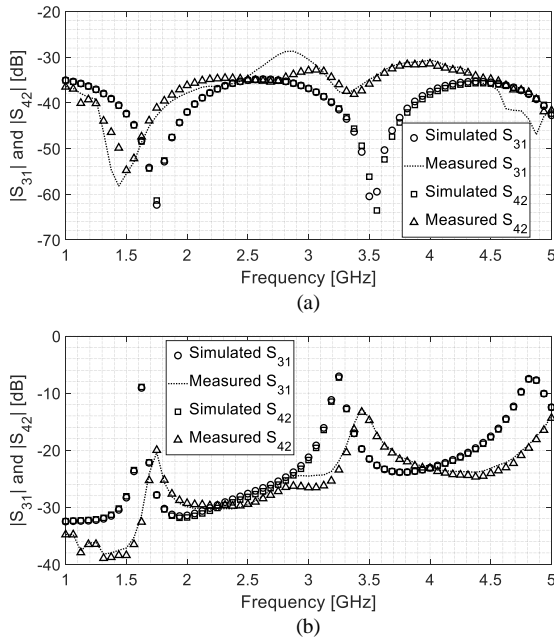 -20
-30
-40
-50
-60
-70
|S31| and |S42| [dB]
Simulated S31
Measured S31
Simulated S42
Measured S42
1 1.5 2 2.5 3 3.5 4 4.5 5
Frequency [GHz]
(a)
0
-10
-20
-30
-40
|S31| and |S42| [dB]
Simulated S31
Measured S31
Simulated S42
Measured S42
1 1.5 2 2.5 3 3.5 4 4.5 5
Frequency [GHz]
(b)